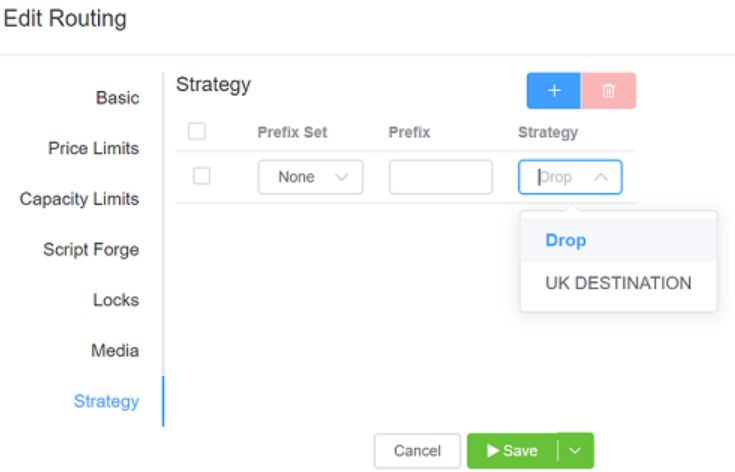 Edit Routing
Basic
Price Limits
Capacity Limits
Script Forge
Locks
Media
Strategy
Strategy
Prefix Set Prefix Strategy
None Drop
Drop
UK DESTINATION
Cancel Save